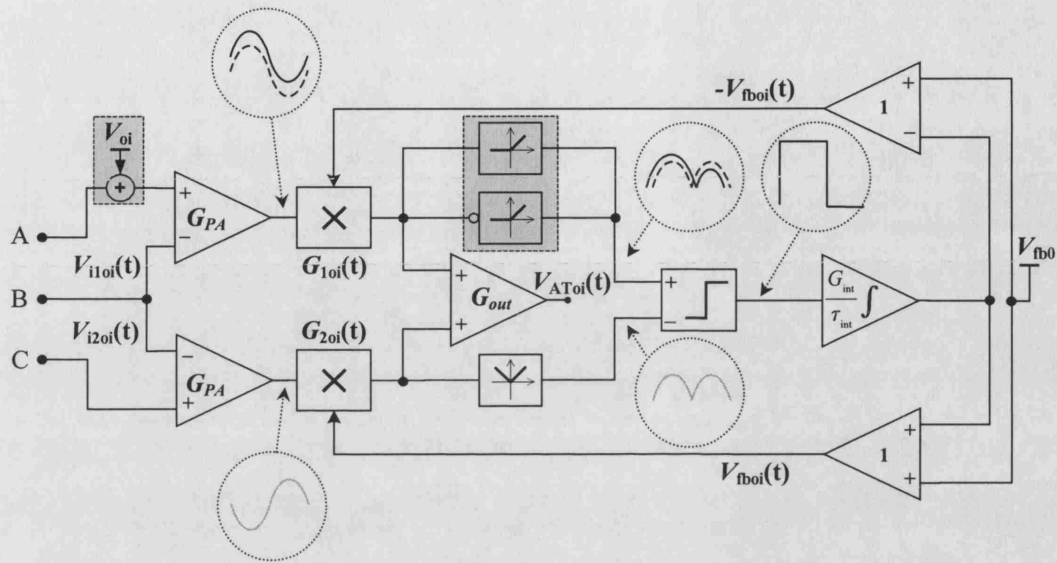 -V_fboi(t)
+
1
−
V_oi
+
A
+
G_PA
−
V_i1oi(t)
G_1oi(t)
B
V_i2oi(t)
C
−
G_PA
+
G_2oi(t)
+
G_out
+
V_AToi(t)
+
−
G_int
τ_int
∫
V_fb0
+
1
+
V_fboi(t)